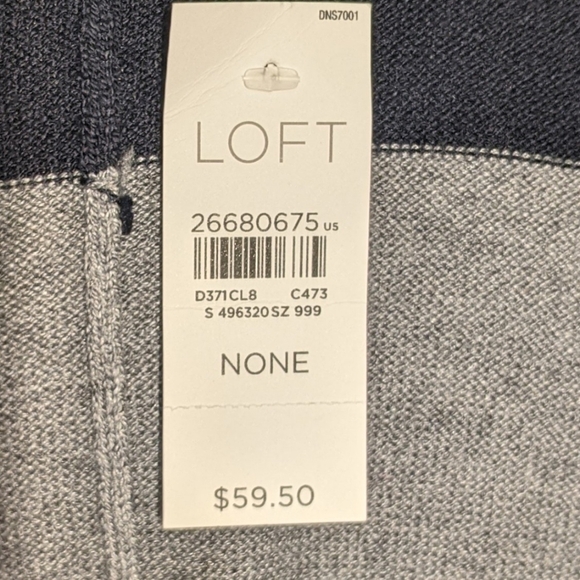 DNS7001
LOFT
26680675 US
D371CL8 C473
S 496320 SZ 999
NONE
$59.50